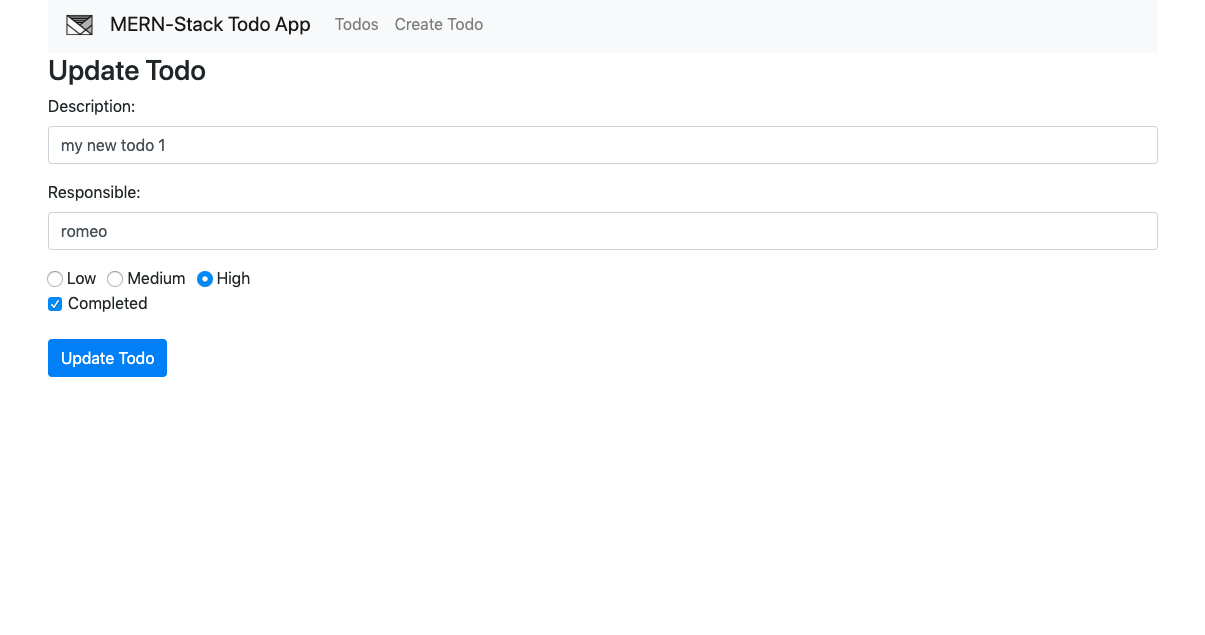 MERN-Stack Todo App Todos Create Todo
Update Todo
Description:
my new todo 1
Responsible:
romeo
Low Medium High
Completed
Update Todo